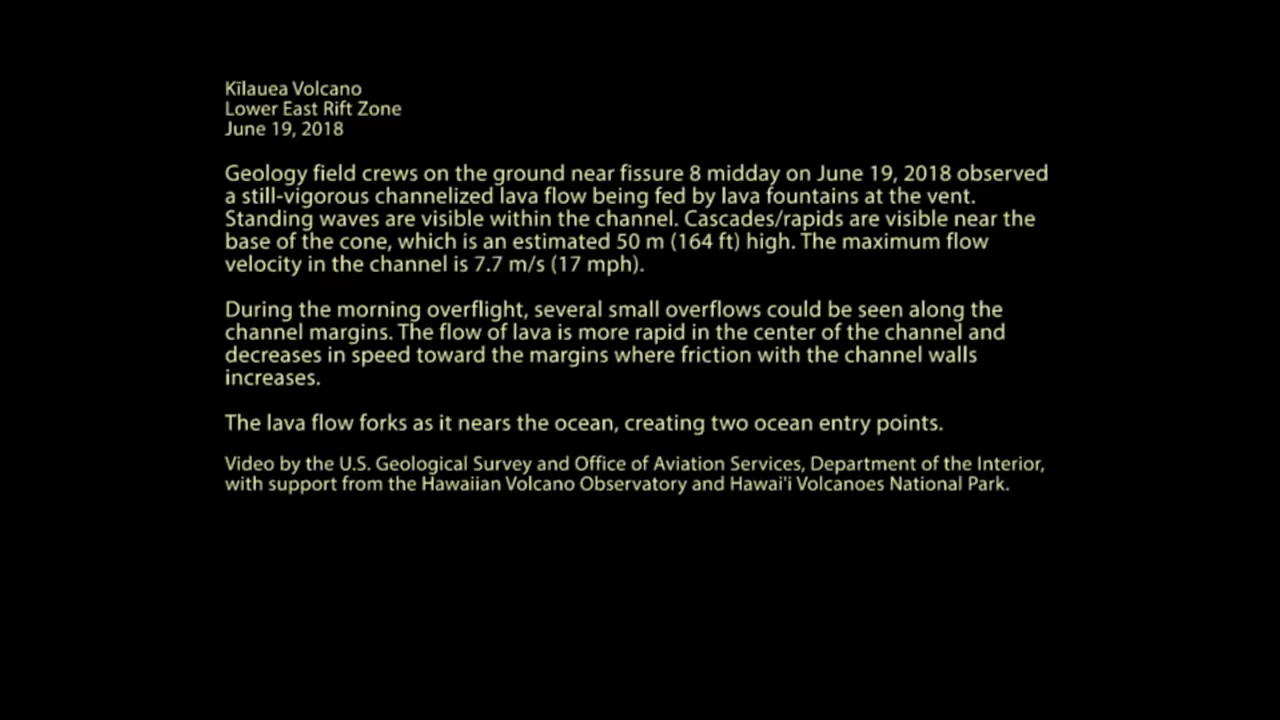 Kīlauea Volcano
Lower East Rift Zone
June 19, 2018
Geology field crews on the ground near fissure 8 midday on June 19, 2018 observed
a still-vigorous channelized lava flow being fed by lava fountains at the vent.
Standing waves are visible within the channel. Cascades/rapids are visible near the
base of the cone, which is an estimated 50 m (164 ft) high. The maximum flow
velocity in the channel is 7.7 m/s (17 mph).
During the morning overflight, several small overflows could be seen along the
channel margins. The flow of lava is more rapid in the center of the channel and
decreases in speed toward the margins where friction with the channel walls
increases.
The lava flow forks as it nears the ocean, creating two ocean entry points.
Video by the U.S. Geological Survey and Office of Aviation Services, Department of the Interior,
with support from the Hawaiian Volcano Observatory and Hawai'i Volcanoes National Park.